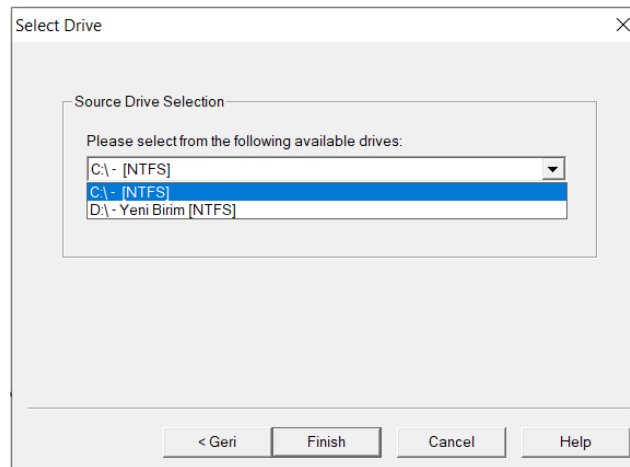 Select Drive
Source Drive Selection
Please select from the following available drives:
C:\ - [NTFS]
C:\ - [NTFS]
D:\ - Yeni Birim [NTFS]
< Geri Finish Cancel Help